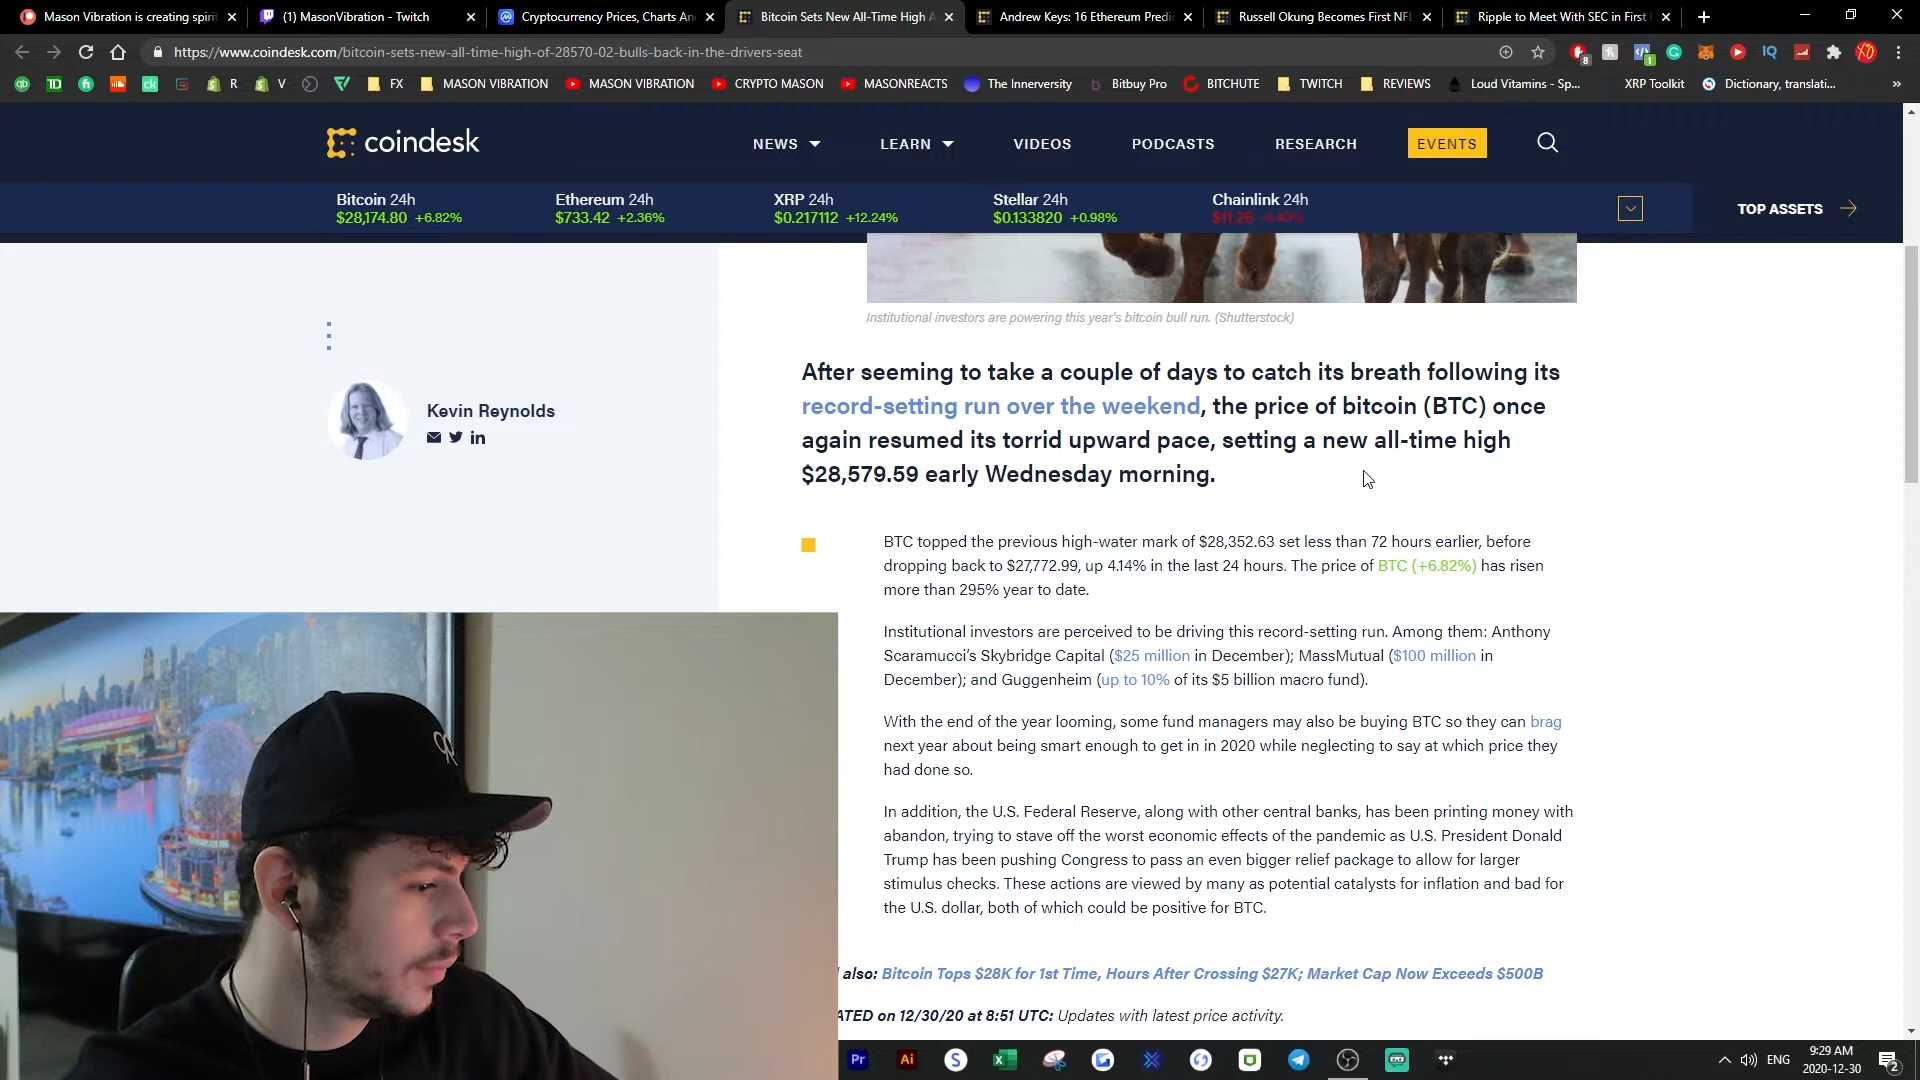 Mason Vibration is creating spirit
(1) MasonVibration - Twitch
Cryptocurrency Prices, Charts An
Bitcoin Sets New All-Time High A
Andrew Keys: 16 Ethereum Predic
Russell Okung Becomes First NFL
Ripple to Meet With SEC in First
https://www.coindesk.com/bitcoin-sets-new-all-time-high-of-28570-02-bulls-back-in-the-drivers-seat
R V FX MASON VIBRATION MASON VIBRATION CRYPTO MASON MASONREACTS The Innerversity Bitbuy Pro BITCHUTE TWITCH REVIEWS Loud Vitamins - Sp... XRP Toolkit Dictionary, translati...
coindesk
NEWS LEARN VIDEOS PODCASTS RESEARCH EVENTS
Bitcoin 24h Ethereum 24h XRP 24h Stellar 24h Chainlink 24h
$28,174.80 +6.82% $733.42 +2.36% $0.217112 +12.24% $0.133820 +0.98%
TOP ASSETS
Institutional investors are powering this year's bitcoin bull run. (Shutterstock)
Kevin Reynolds
After seeming to take a couple of days to catch its breath following its
record-setting run over the weekend, the price of bitcoin (BTC) once
again resumed its torrid upward pace, setting a new all-time high
$28,579.59 early Wednesday morning.
BTC topped the previous high-water mark of $28,352.63 set less than 72 hours earlier, before
dropping back to $27,772.99, up 4.14% in the last 24 hours. The price of BTC (+6.82%) has risen
more than 295% year to date.
Institutional investors are perceived to be driving this record-setting run. Among them: Anthony
Scaramucci's Skybridge Capital ($25 million in December); MassMutual ($100 million in
December); and Guggenheim (up to 10% of its $5 billion macro fund).
With the end of the year looming, some fund managers may also be buying BTC so they can brag
next year about being smart enough to get in in 2020 while neglecting to say at which price they
had done so.
In addition, the U.S. Federal Reserve, along with other central banks, has been printing money with
abandon, trying to stave off the worst economic effects of the pandemic as U.S. President Donald
Trump has been pushing Congress to pass an even bigger relief package to allow for larger
stimulus checks. These actions are viewed by many as potential catalysts for inflation and bad for
the U.S. dollar, both of which could be positive for BTC.
also: Bitcoin Tops $28K for 1st Time, Hours After Crossing $27K; Market Cap Now Exceeds $500B
ATED on 12/30/20 at 8:51 UTC: Updates with latest price activity.
ENG
9:29 AM
2020-12-30